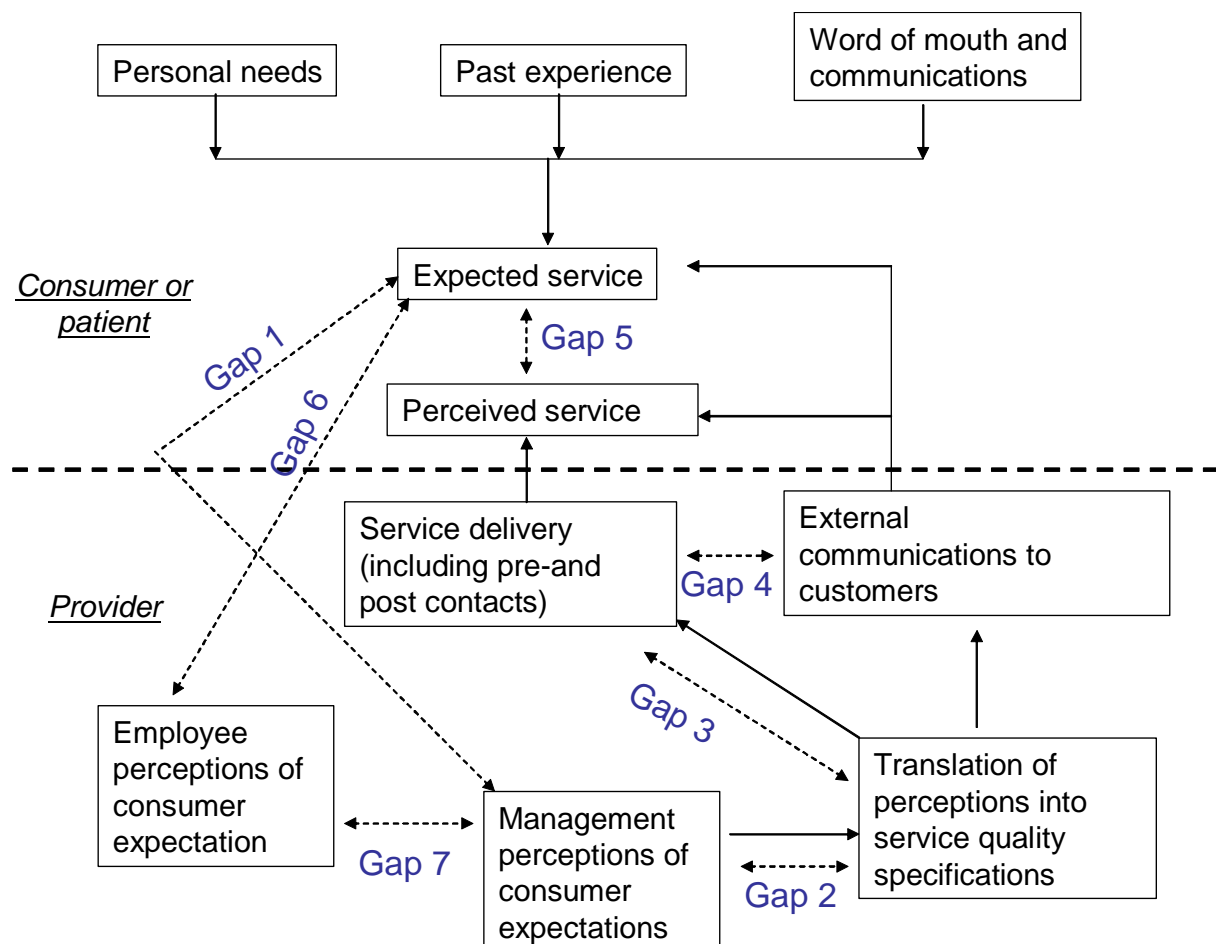 Personal needs
Past experience
Word of mouth and
communications
Expected service
Consumer or
patient
Gap 1
Gap 5
Gap 6
Perceived service
Service delivery
(including pre-and
post contacts)
Gap 4
External
communications to
customers
Provider
Gap 3
Employee
perceptions of
consumer
expectation
Gap 7
Management
perceptions of
consumer
expectations
Gap 2
Translation of
perceptions into
service quality
specifications